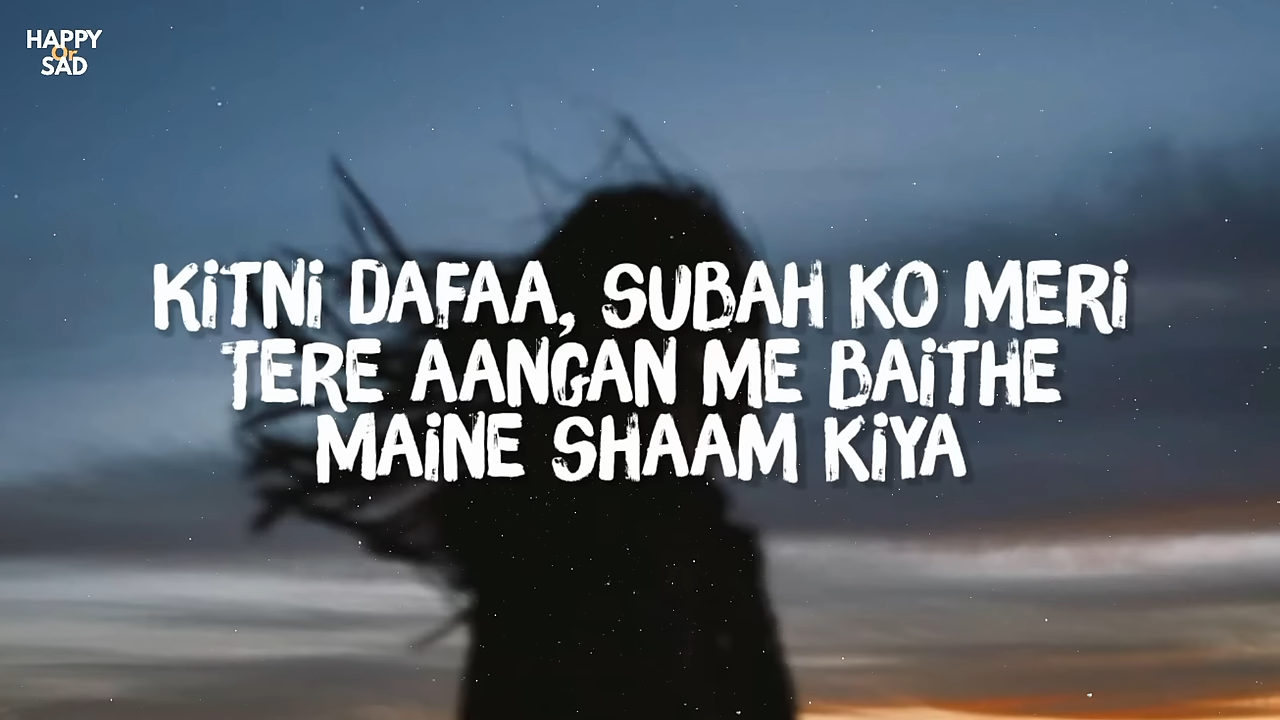 HAPPY
Or
SAD
KiTNi DAFAA, SUBAH KO MERi
TERE AANGAN ME BAiTHE
MAiNE SHAAM KiYA